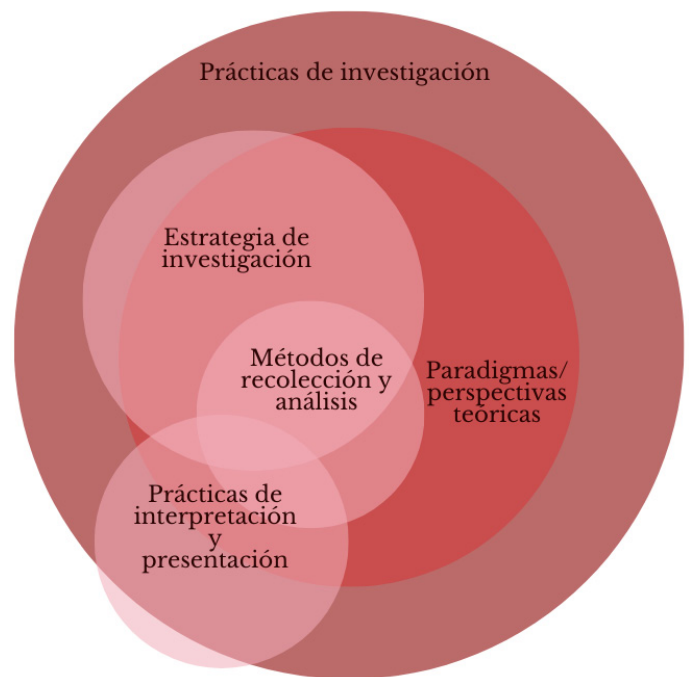 Prácticas de investigación
Estrategia de
investigación
Métodos de
recolección y
análisis
Paradigmas/
perspectivas
teóricas
Prácticas de
interpretación
y
presentación